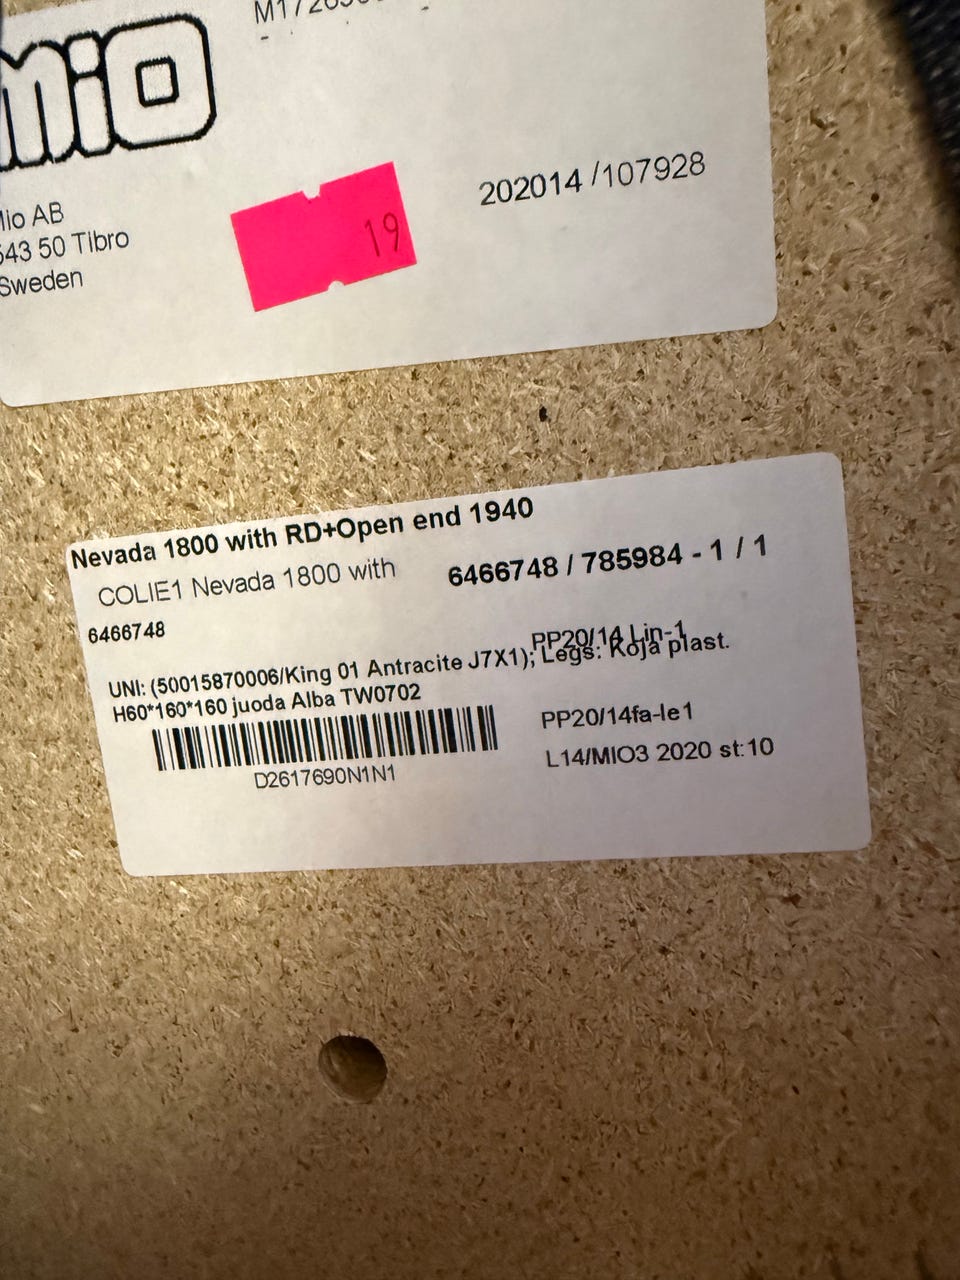 Mio
Mio AB
543 50 Tibro
Sweden
19
202014 /107928
Nevada 1800 with RD+Open end 1940
COLIE1 Nevada 1800 with
6466748 / 785984 - 1 / 1
6466748
PP20/14 Lin-1
UNI: (50015870006/King 01 Antracite J7X1); Legs: Koja plast.
H60*160*160 juoda Alba TW0702
D2617690N1N1
PP20/14fa-le1
L14/MIO3 2020 st:10